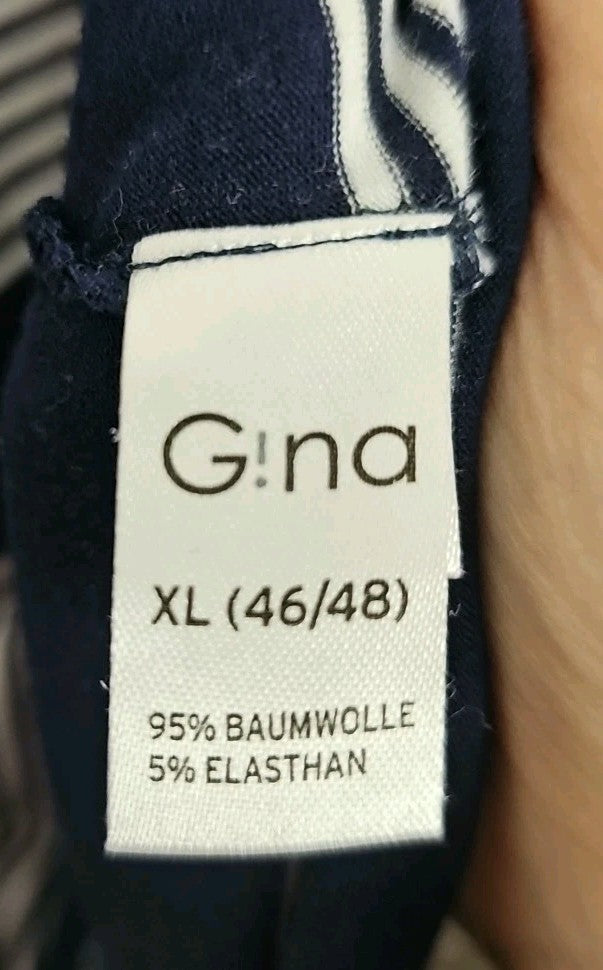 G!na
XL (46/48)
95% BAUMWOLLE
5% ELASTHAN